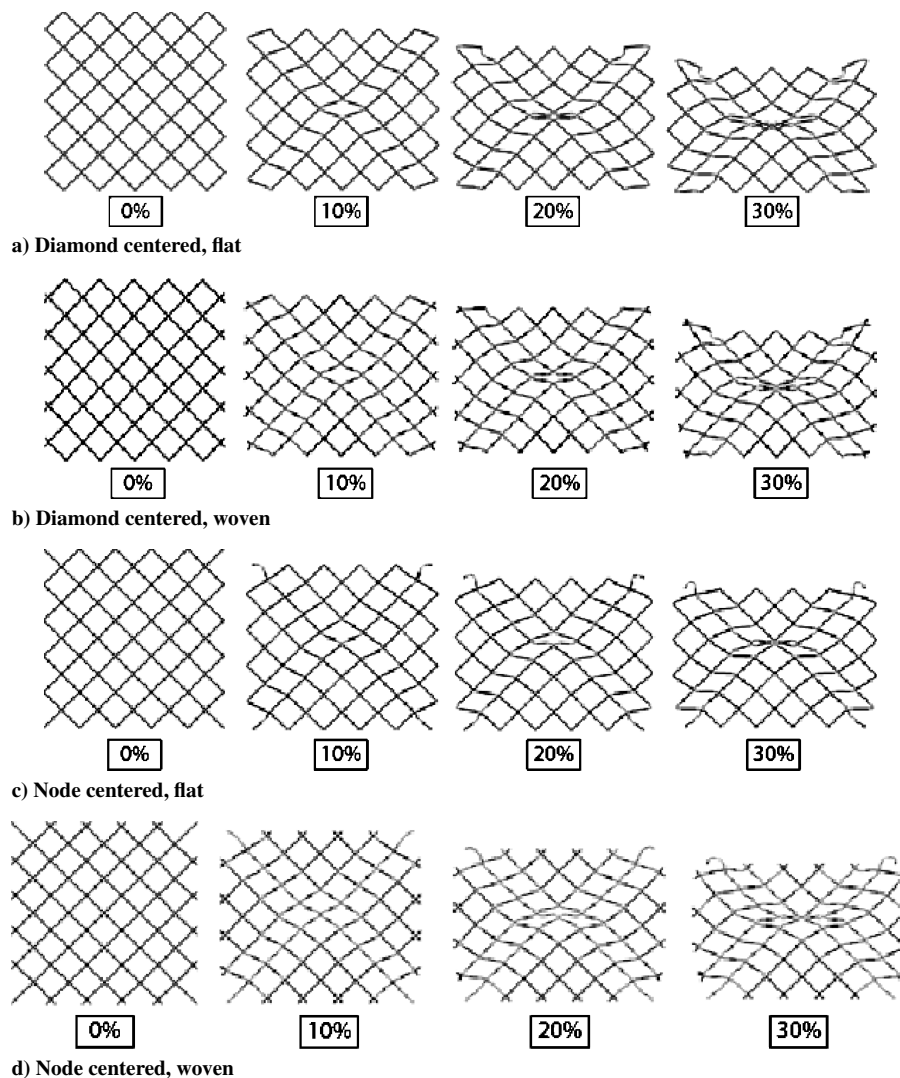 0% 10% 20% 30%
a) Diamond centered, flat
0% 10% 20% 30%
b) Diamond centered, woven
0% 10% 20% 30%
c) Node centered, flat
0% 10% 20% 30%
d) Node centered, woven